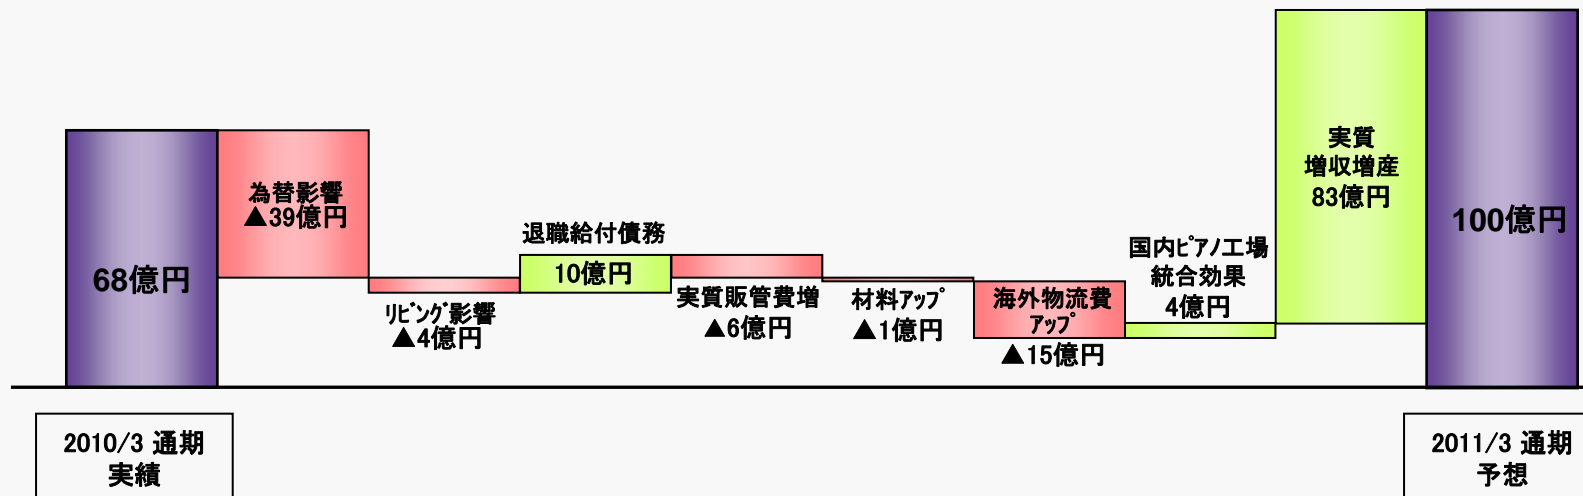 68億円
為替影響
▲39億円
ﾘﾋﾞﾝｸﾞ影響
▲4億円
退職給付債務
10億円
実質販管費増
▲6億円
材料ｱｯﾌﾟ
▲1億円
海外物流費
ｱｯﾌﾟ
▲15億円
国内ﾋﾟｱﾉ工場
統合効果
4億円
実質
増収増産
83億円
100億円
2010/3 通期
実績
2011/3 通期
予想